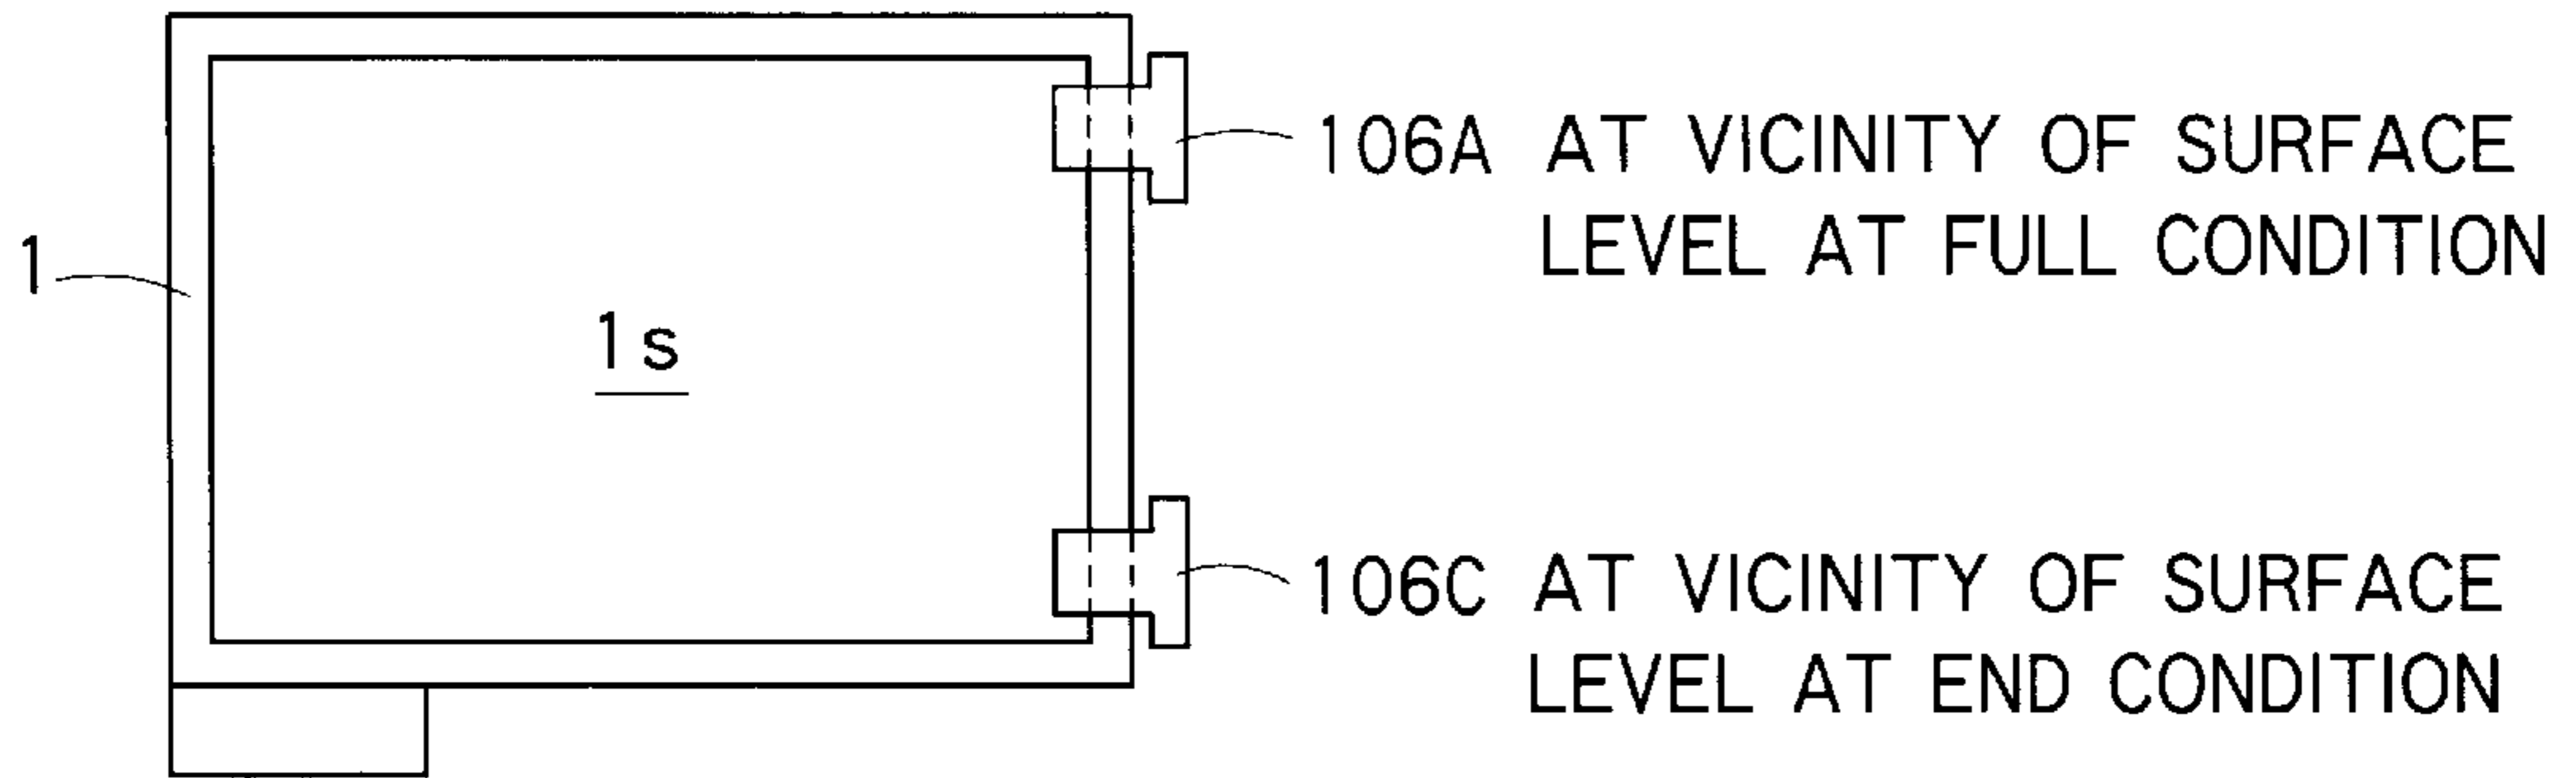 106A AT VICINITY OF SURFACE
LEVEL AT FULL CONDITION
1
1s
106C AT VICINITY OF SURFACE
LEVEL AT END CONDITION